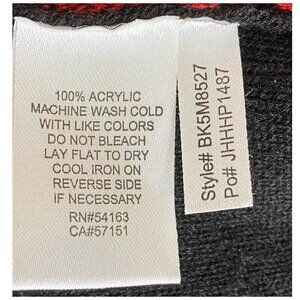 100% ACRYLIC
MACHINE WASH COLD
WITH LIKE COLORS
DO NOT BLEACH
LAY FLAT TO DRY
COOL IRON ON
REVERSE SIDE
IF NECESSARY
RN#54163
CA#57151
Style# BK5M8527
Po# JHHHP1487